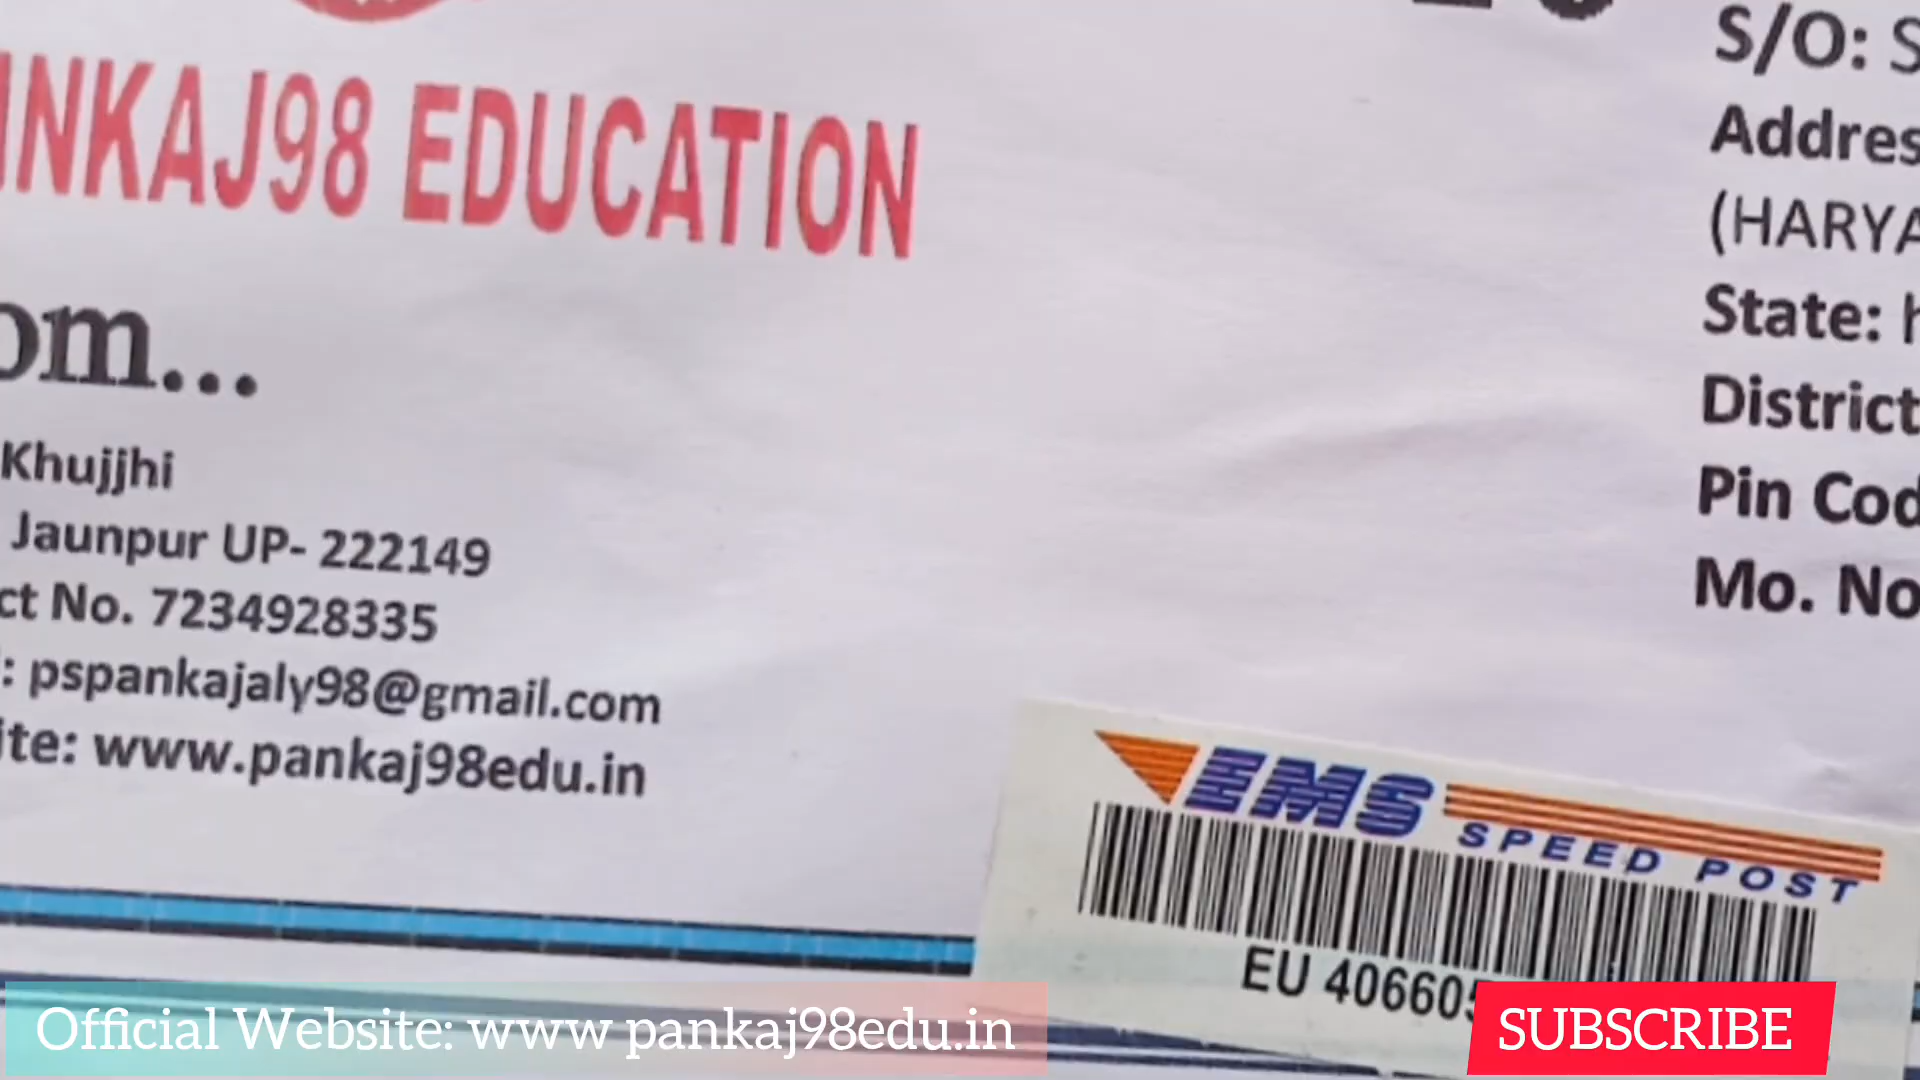 NKAJ98 EDUCATION
om...
Khujjhi
Jaunpur UP- 222149
ct No. 7234928335
: pspankajaly98@gmail.com
ite: www.pankaj98edu.in
S/O: S
Addres
(HARYA
State: h
District
Pin Cod
Mo. No
EMS SPEED POST
EU 40660
Official Website: www pankaj98edu.in
SUBSCRIBE